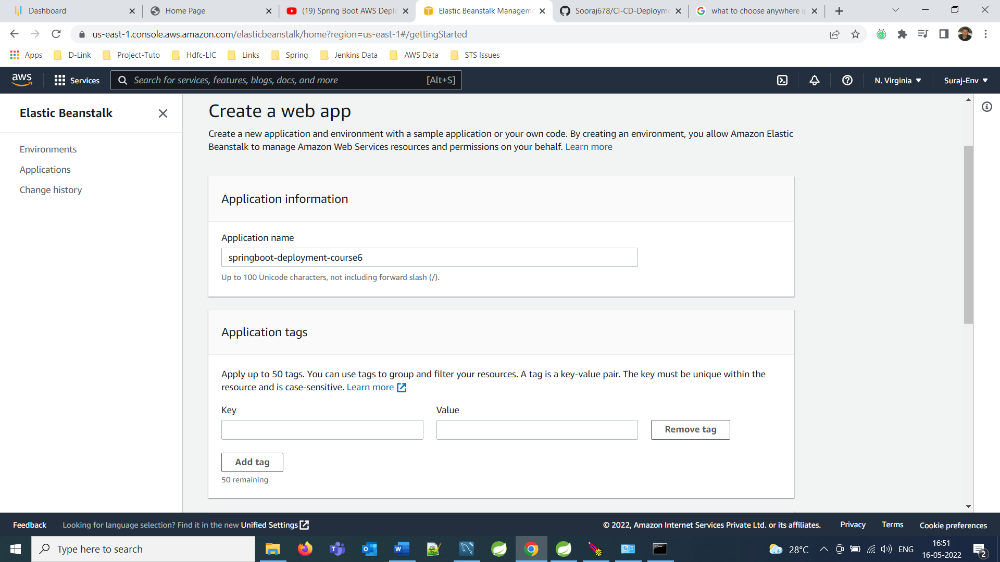 Dashboard
Home Page
(19) Spring Boot AWS Depl
Elastic Beanstalk Manageme
Sooraj678/CI-CD-Deployme
what to choose anywhere ip
us-east-1.console.aws.amazon.com/elasticbeanstalk/home?region=us-east-1#/gettingStarted
Apps
D-Link
Project-Tuto
Hdfc-LIC
Links
Spring
Jenkins Data
AWS Data
STS Issues
aws
Services
Search for services, features, blogs, docs, and more
[Alt+S]
N. Virginia
Suraj-Env
Elastic Beanstalk
Environments
Applications
Change history
Create a web app
Create a new application and environment with a sample application or your own code. By creating an environment, you allow Amazon Elastic
Beanstalk to manage Amazon Web Services resources and permissions on your behalf. Learn more
Application information
Application name
springboot-deployment-course6
Up to 100 Unicode characters, not including forward slash (/).
Application tags
Apply up to 50 tags. You can use tags to group and filter your resources. A tag is a key-value pair. The key must be unique within the
resource and is case-sensitive. Learn more
Key
Value
Remove tag
Add tag
50 remaining
Feedback
Looking for language selection? Find it in the new Unified Settings
© 2022, Amazon Internet Services Private Ltd. or its affiliates.
Privacy
Terms
Cookie preferences
Type here to search
28°C
ENG
16:51
16-05-2022
2